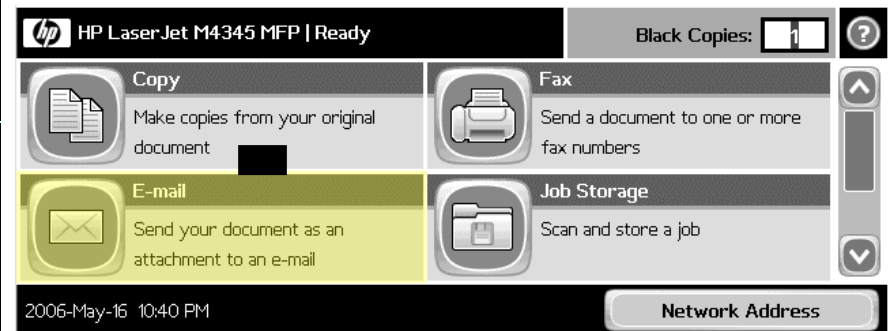 hp HP LaserJet M4345 MFP | Ready
Black Copies: 1 ?
Copy
Make copies from your original
document
Fax
Send a document to one or more
fax numbers
E-mail
Send your document as an
attachment to an e-mail
Job Storage
Scan and store a job
2006-May-16 10:40 PM
Network Address